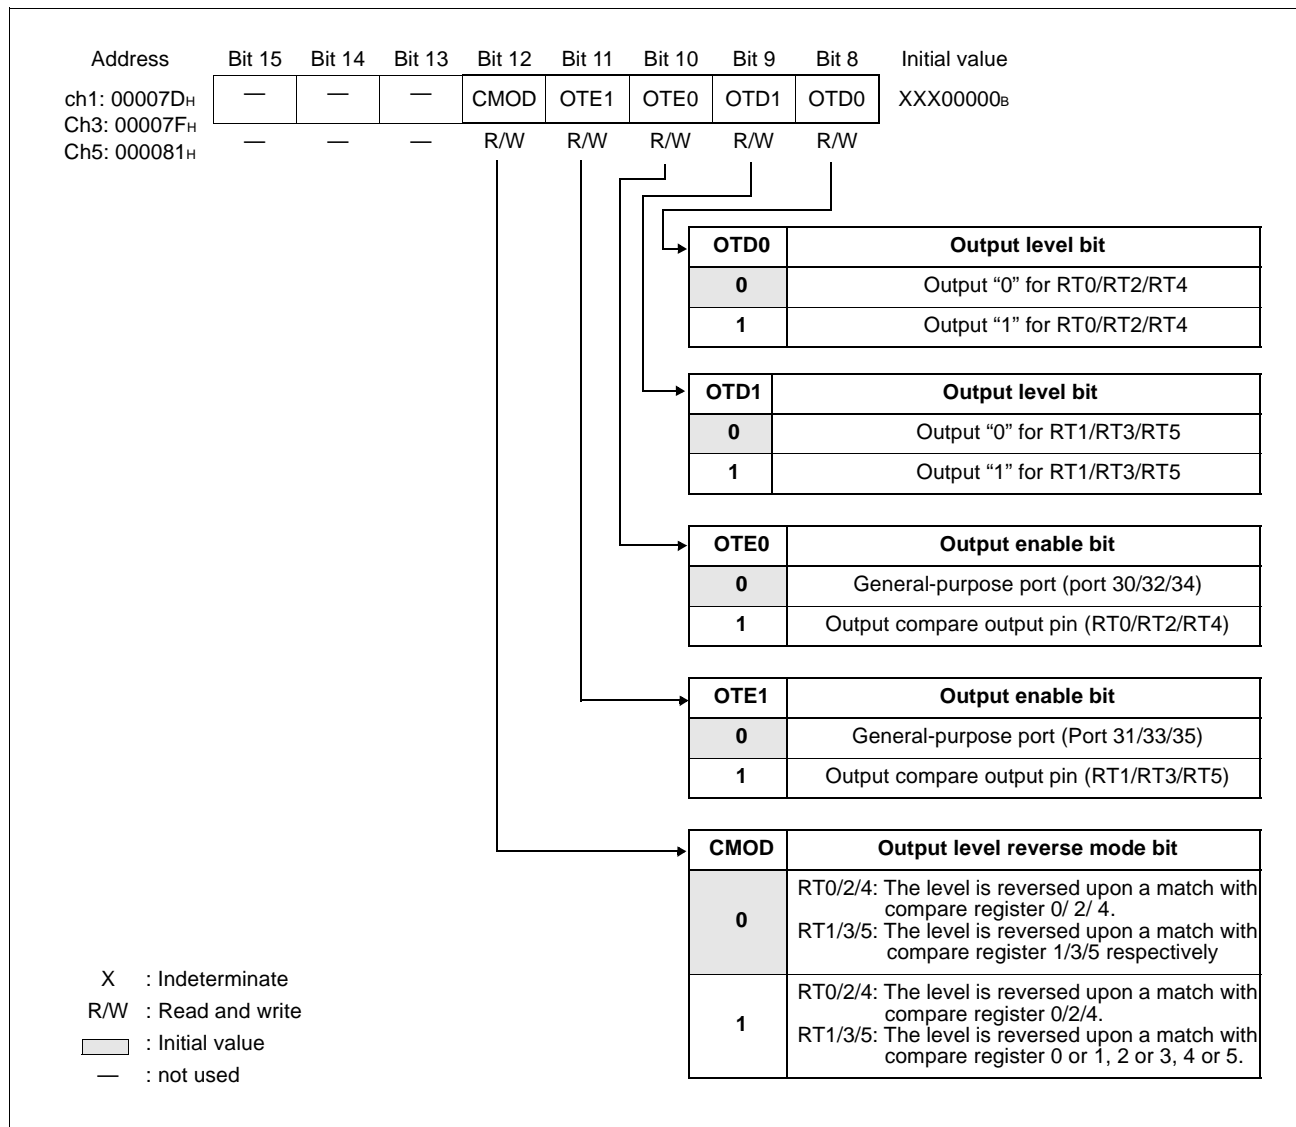 Address Bit 15 Bit 14 Bit 13 Bit 12 Bit 11 Bit 10 Bit 9 Bit 8 Initial value
ch1: 00007DH — — — CMOD OTE1 OTE0 OTD1 OTD0 XXX00000B
Ch3: 00007FH
Ch5: 000081H — — — R/W R/W R/W R/W R/W
OTD0 Output level bit
0 Output “0” for RT0/RT2/RT4
1 Output “1” for RT0/RT2/RT4
OTD1 Output level bit
0 Output “0” for RT1/RT3/RT5
1 Output “1” for RT1/RT3/RT5
OTE0 Output enable bit
0 General-purpose port (port 30/32/34)
1 Output compare output pin (RT0/RT2/RT4)
OTE1 Output enable bit
0 General-purpose port (Port 31/33/35)
1 Output compare output pin (RT1/RT3/RT5)
CMOD Output level reverse mode bit
0 RT0/2/4: The level is reversed upon a match with
compare register 0/ 2/ 4.
RT1/3/5: The level is reversed upon a match with
compare register 1/3/5 respectively
1 RT0/2/4: The level is reversed upon a match with
compare register 0/2/4.
RT1/3/5: The level is reversed upon a match with
compare register 0 or 1, 2 or 3, 4 or 5.
X : Indeterminate
R/W : Read and write
: Initial value
— : not used